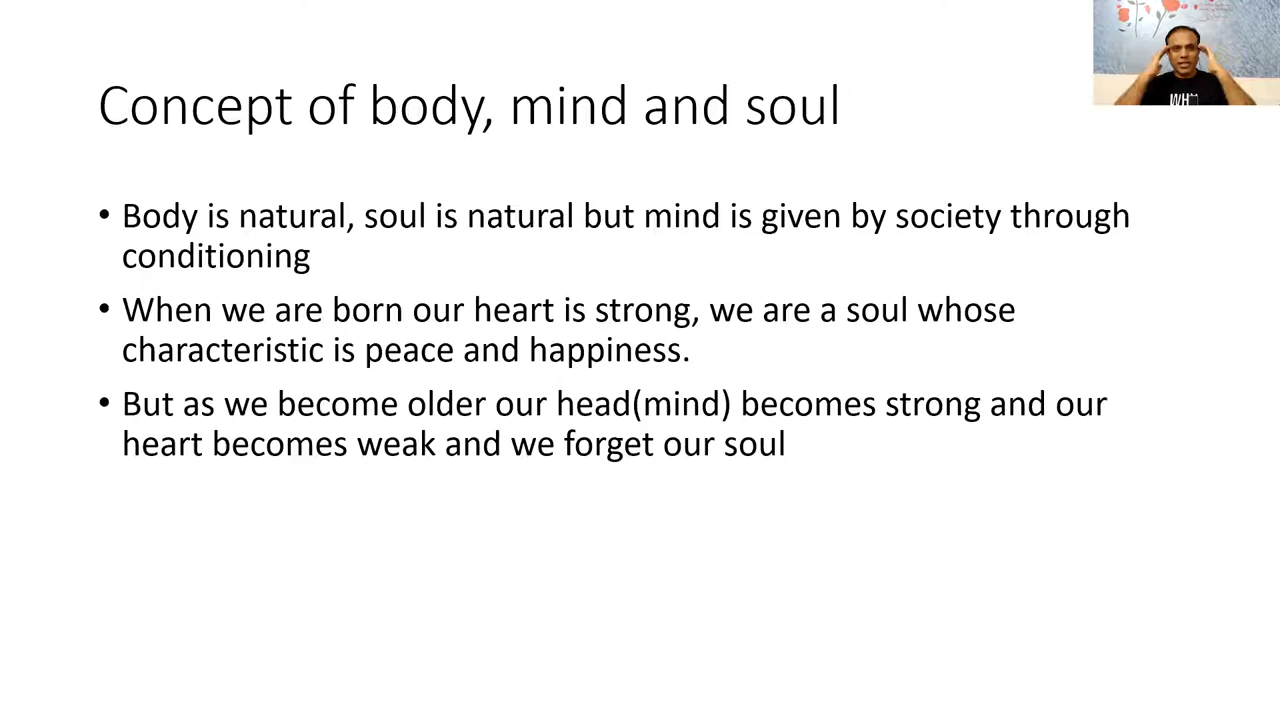 Concept of body, mind and soul
• Body is natural, soul is natural but mind is given by society through
conditioning
• When we are born our heart is strong, we are a soul whose
characteristic is peace and happiness.
• But as we become older our head(mind) becomes strong and our
heart becomes weak and we forget our soul